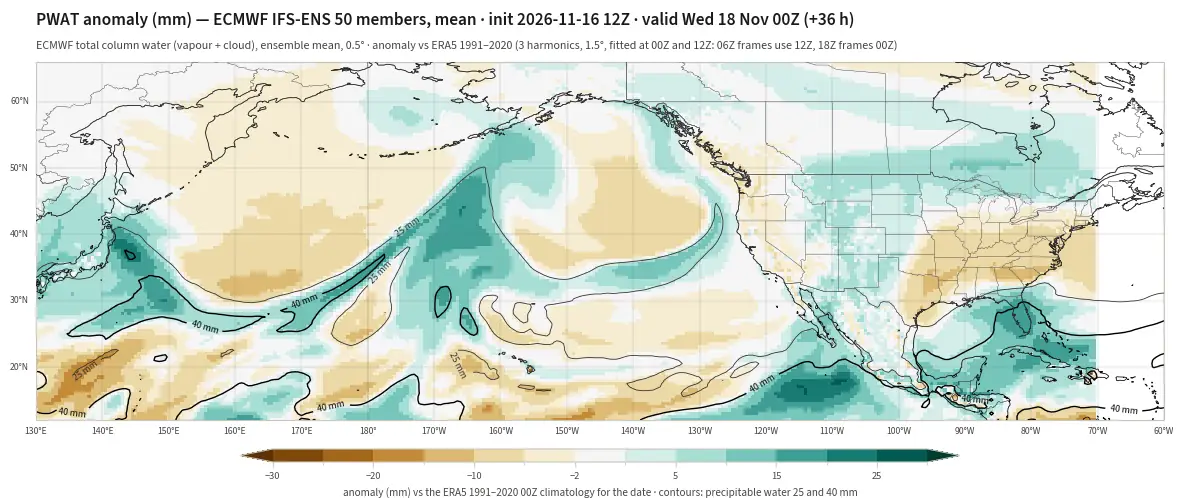 PWAT anomaly (mm) — ECMWF IFS-ENS 50 members, mean · init 2026-11-16 12Z · valid Wed 18 Nov 00Z (+36 h)
ECMWF total column water (vapour + cloud), ensemble mean, 0.5° · anomaly vs ERA5 1991–2020 (3 harmonics, 1.5°, fitted at 00Z and 12Z: 06Z frames use 12Z, 18Z frames 00Z)
60°N
50°N
40°N
30°N
20°N
25 mm
25 mm
40 mm
40 mm
25 mm
25 mm
40 mm
40 mm
40 mm
40 mm
40 mm
130°E 140°E 150°E 160°E 170°E 180° 170°W 160°W 150°W 140°W 130°W 120°W 110°W 100°W 90°W 80°W 70°W 60°W
−30 −20 −10 −2 5 15 25
anomaly (mm) vs the ERA5 1991–2020 00Z climatology for the date · contours: precipitable water 25 and 40 mm